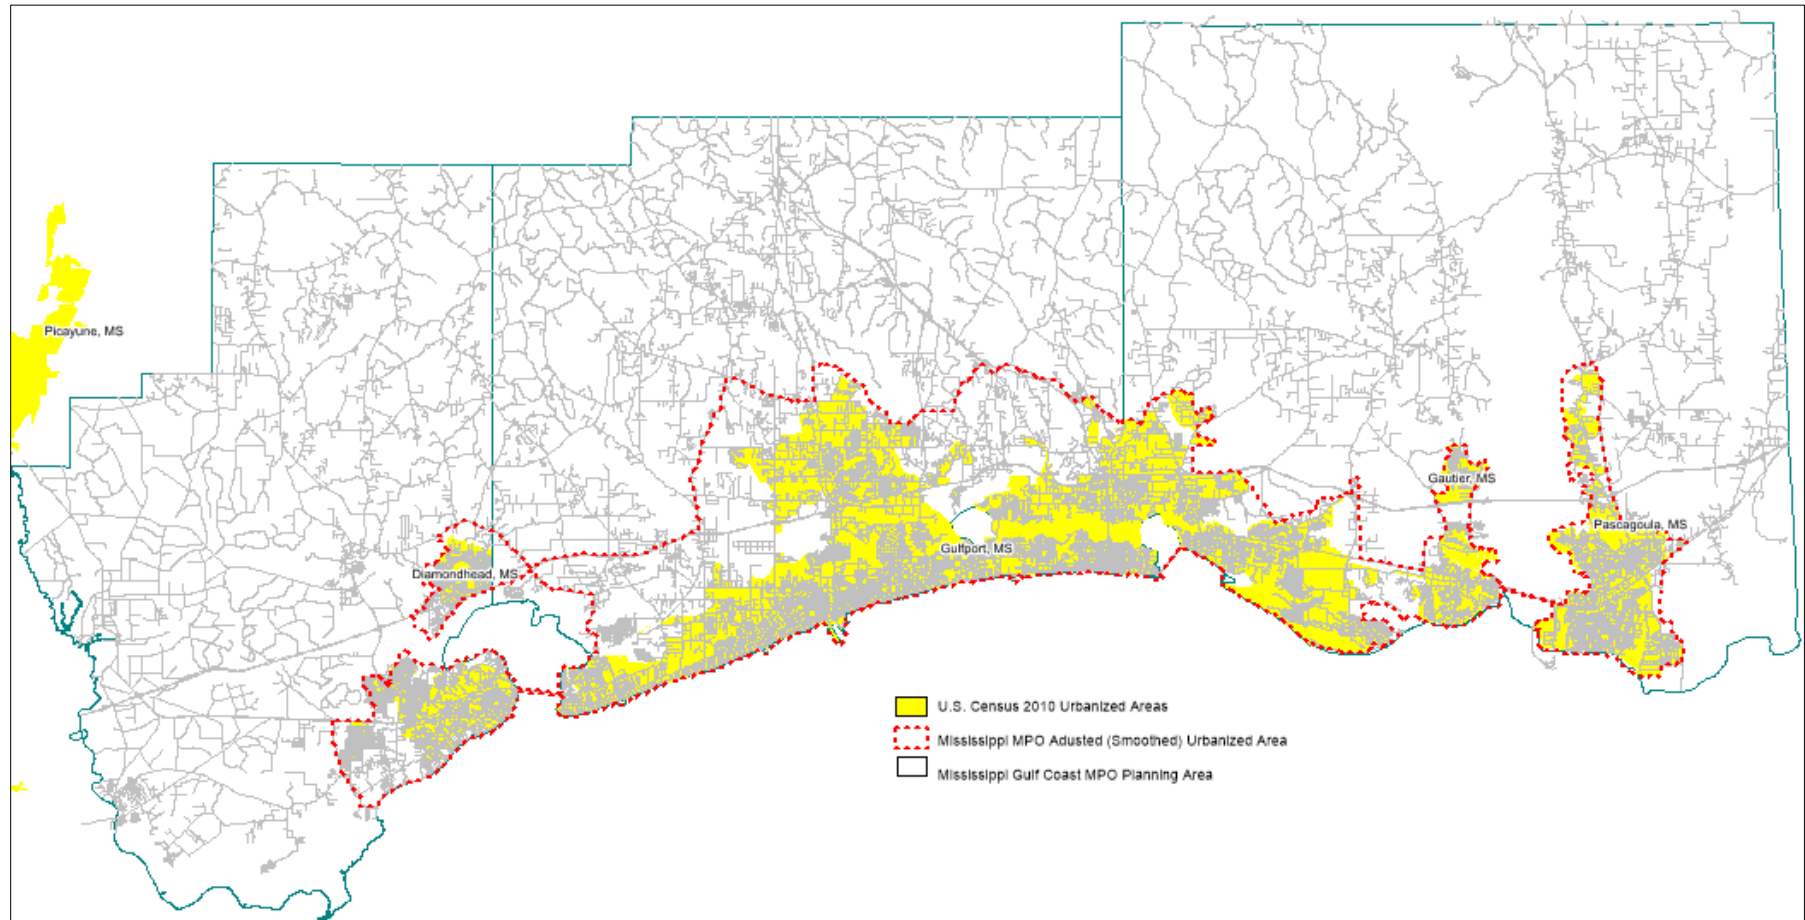 Picayune, MS
Gautier, MS
Pascagoula, MS
Gulfport, MS
Diamondhead, MS
U.S. Census 2010 Urbanized Areas
Mississippi MPO Adusted (Smoothed) Urbanized Area
Mississippi Gulf Coast MPO Planning Area